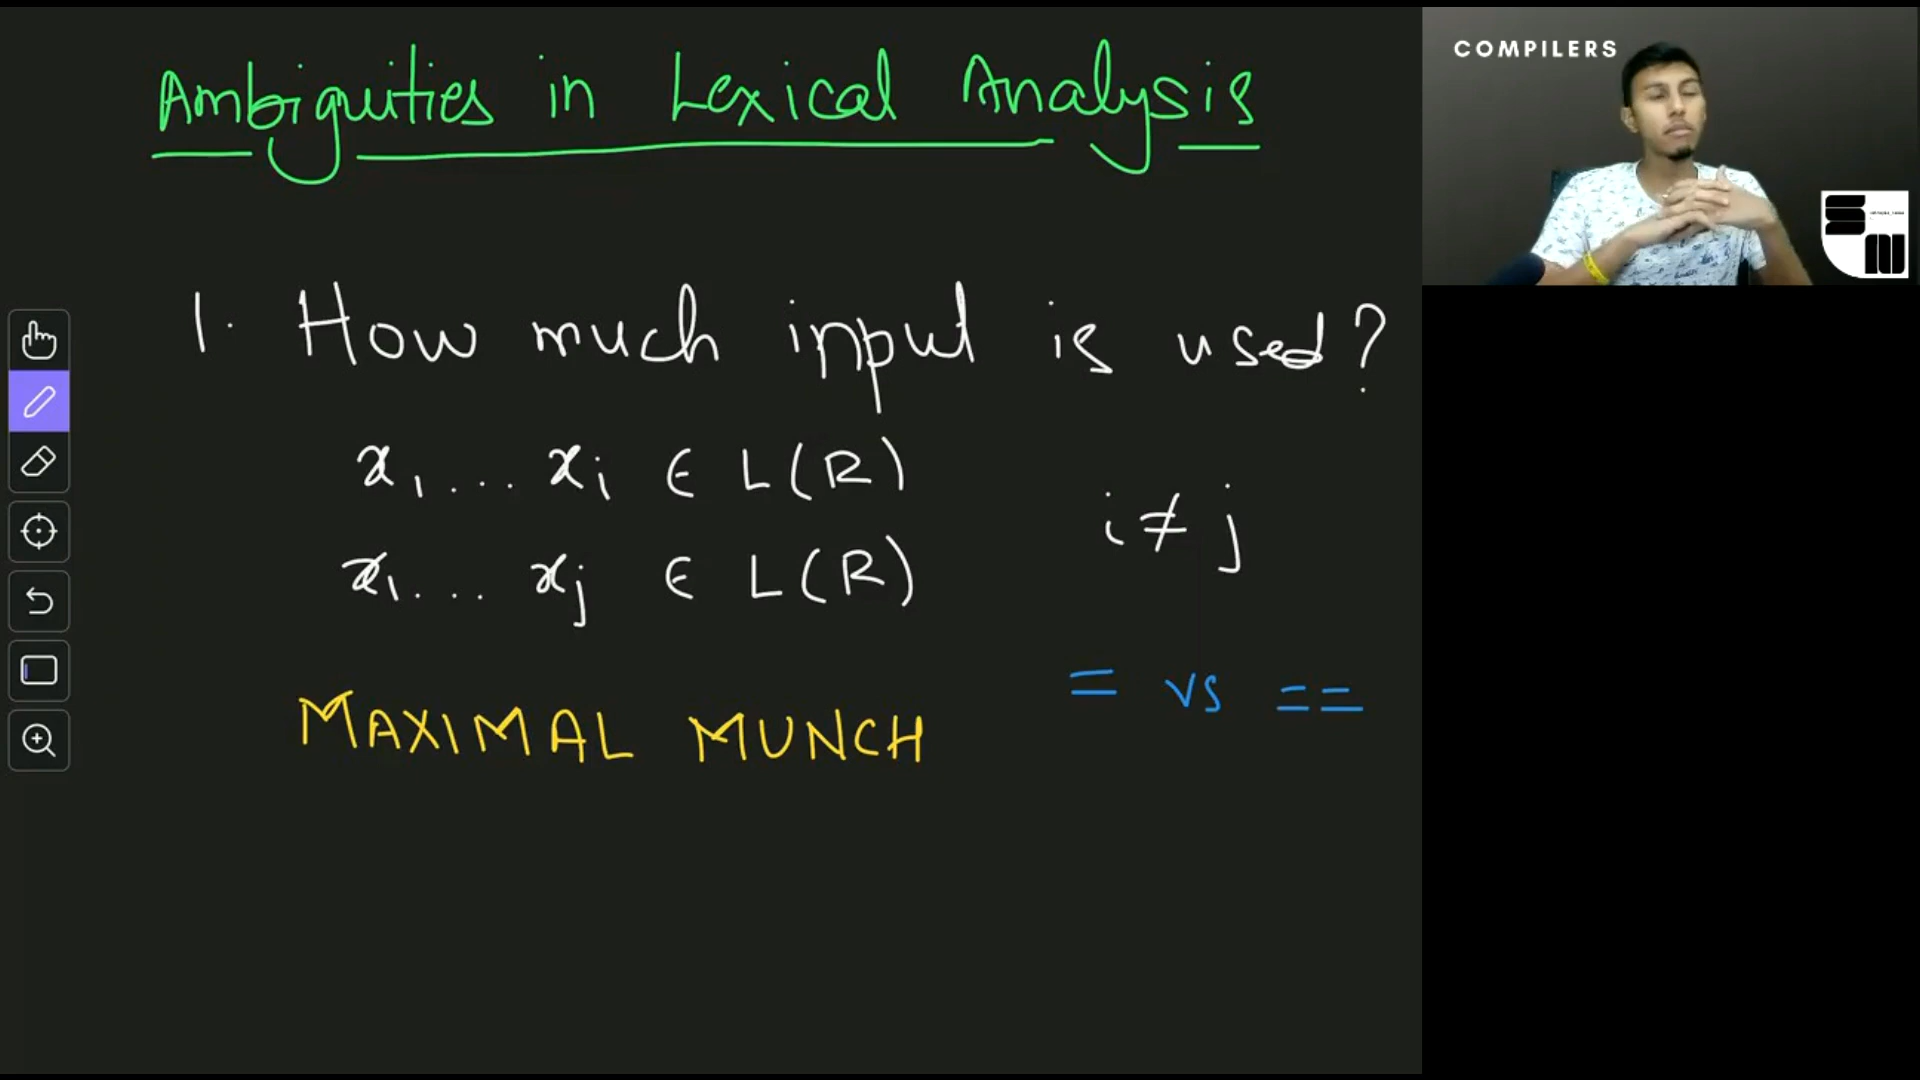 Ambiguities in Lexical Analysis
COMPILERS
1. How much input is used?
x1 ... xi ∈ L(R)
i ≠ j
x1 ... xj ∈ L(R)
= vs ==
MAXIMAL MUNCH